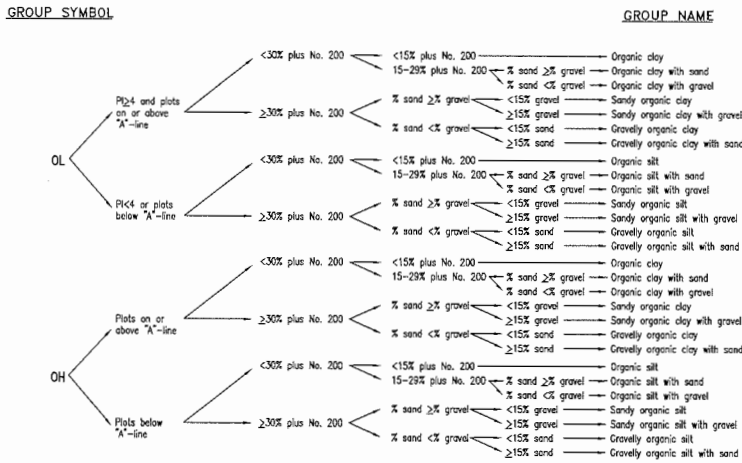 GROUP SYMBOL
GROUP NAME
<30% plus No. 200
<15% plus No. 200
Organic clay
15-29% plus No. 200
% sand ≥% gravel
Organic clay with sand
% sand <% gravel
Organic clay with gravel
PI≥4 and plots
on or above
"A"-line
≥30% plus No. 200
% sand ≥% gravel
<15% gravel
Sandy organic clay
≥15% gravel
Sandy organic clay with gravel
% sand <% gravel
<15% sand
Gravelly organic clay
≥15% sand
Gravelly organic clay with sand
OL
<30% plus No. 200
<15% plus No. 200
Organic silt
15-29% plus No. 200
% sand ≥% gravel
Organic silt with sand
% sand <% gravel
Organic silt with gravel
PI<4 or plots
below "A"-line
≥30% plus No. 200
% sand ≥% gravel
<15% gravel
Sandy organic silt
≥15% gravel
Sandy organic silt with gravel
% sand <% gravel
<15% sand
Gravelly organic silt
≥15% sand
Gravelly organic silt with sand
<30% plus No. 200
<15% plus No. 200
Organic clay
15-29% plus No. 200
% sand ≥% gravel
Organic clay with sand
% sand <% gravel
Organic clay with gravel
Plots on or
above "A"-line
≥30% plus No. 200
% sand ≥% gravel
<15% gravel
Sandy organic clay
≥15% gravel
Sandy organic clay with gravel
% sand <% gravel
<15% sand
Gravelly organic clay
≥15% sand
Gravelly organic clay with sand
OH
<30% plus No. 200
<15% plus No. 200
Organic silt
15-29% plus No. 200
% sand ≥% gravel
Organic silt with sand
% sand <% gravel
Organic silt with gravel
Plots below
"A"-line
≥30% plus No. 200
% sand ≥% gravel
<15% gravel
Sandy organic silt
≥15% gravel
Sandy organic silt with gravel
% sand <% gravel
<15% sand
Gravelly organic silt
≥15% sand
Gravelly organic silt with sand